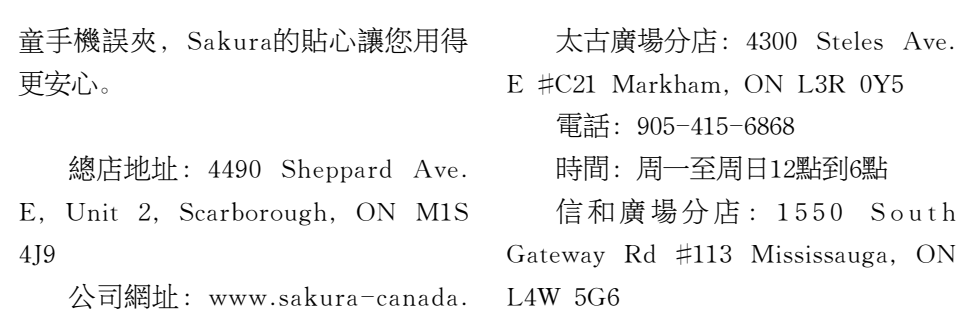 童手機誤夾，Sakura的貼心讓您用得
更安心。
總店地址：4490 Sheppard Ave.
E, Unit 2, Scarborough, ON M1S
4J9
公司網址：www.sakura-canada.
太古廣場分店：4300 Steles Ave.
E #C21 Markham, ON L3R 0Y5
電話：905-415-6868
時間：周一至周日12點到6點
信和廣場分店：1550 South
Gateway Rd #113 Mississauga, ON
L4W 5G6